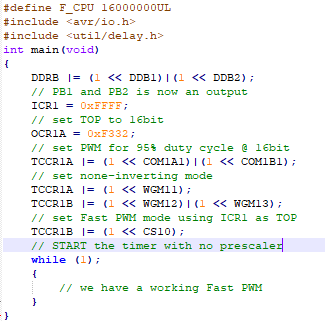 #define F_CPU 16000000UL
#include <avr/io.h>
#include <util/delay.h>
int main(void)
{
DDRB |= (1 << DDB1)|(1 << DDB2);
// PB1 and PB2 is now an output
ICR1 = 0xFFFF;
// set TOP to 16bit
OCR1A = 0xF332;
// set PWM for 95% duty cycle @ 16bit
TCCR1A |= (1 << COM1A1)|(1 << COM1B1);
// set none-inverting mode
TCCR1A |= (1 << WGM11);
TCCR1B |= (1 << WGM12)|(1 << WGM13);
// set Fast PWM mode using ICR1 as TOP
TCCR1B |= (1 << CS10);
// START the timer with no prescaler
while (1);
{
// we have a working Fast PWM
}
}